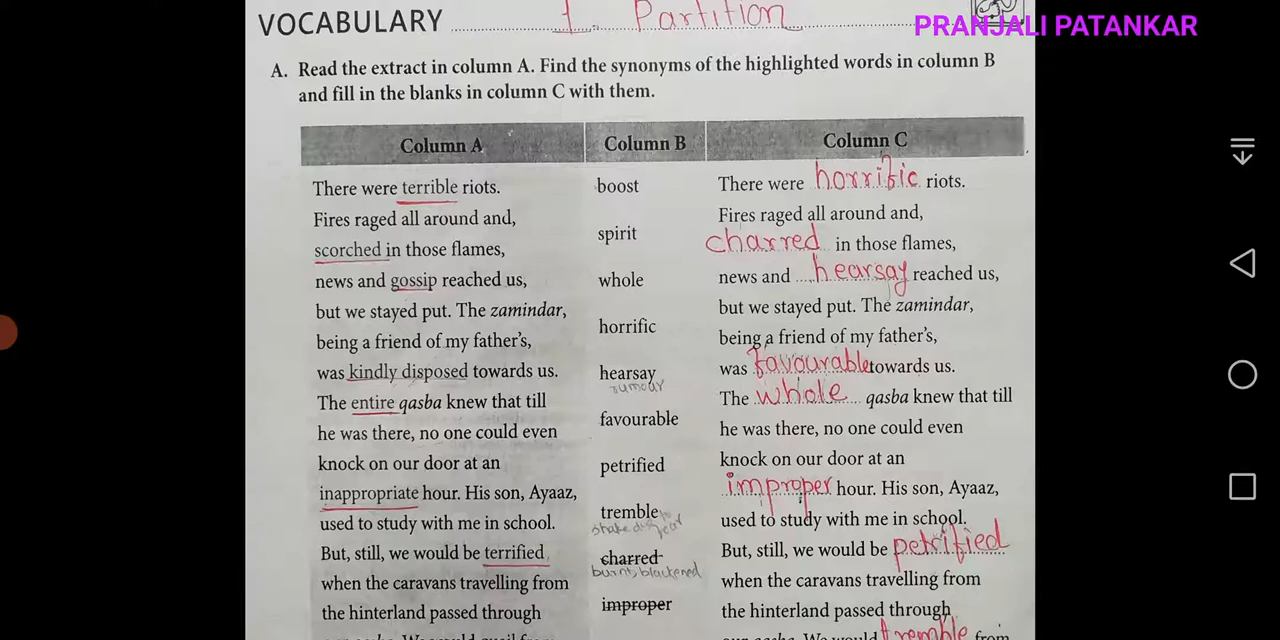 VOCABULARY 1. Partition
PRANJALI PATANKAR
A. Read the extract in column A. Find the synonyms of the highlighted words in column B
and fill in the blanks in column C with them.
Column A
There were terrible riots.
Fires raged all around and,
scorched in those flames,
news and gossip reached us,
but we stayed put. The zamindar,
being a friend of my father's,
was kindly disposed towards us.
The entire qasba knew that till
he was there, no one could even
knock on our door at an
inappropriate hour. His son, Ayaaz,
used to study with me in school.
But, still, we would be terrified
when the caravans travelling from
the hinterland passed through
Column B
boost
spirit
whole
horrific
hearsay
rumour
favourable
petrified
tremble
charred
burnt, blackened
improper
Column C
There were horrific riots.
Fires raged all around and,
charred in those flames,
news and hearsay reached us,
but we stayed put. The zamindar,
being a friend of my father's,
was favourable towards us.
The whole qasba knew that till
he was there, no one could even
knock on our door at an
improper hour. His son, Ayaaz,
used to study with me in school.
But, still, we would be petrified
when the caravans travelling from
the hinterland passed through
our qasba. We would tremble from